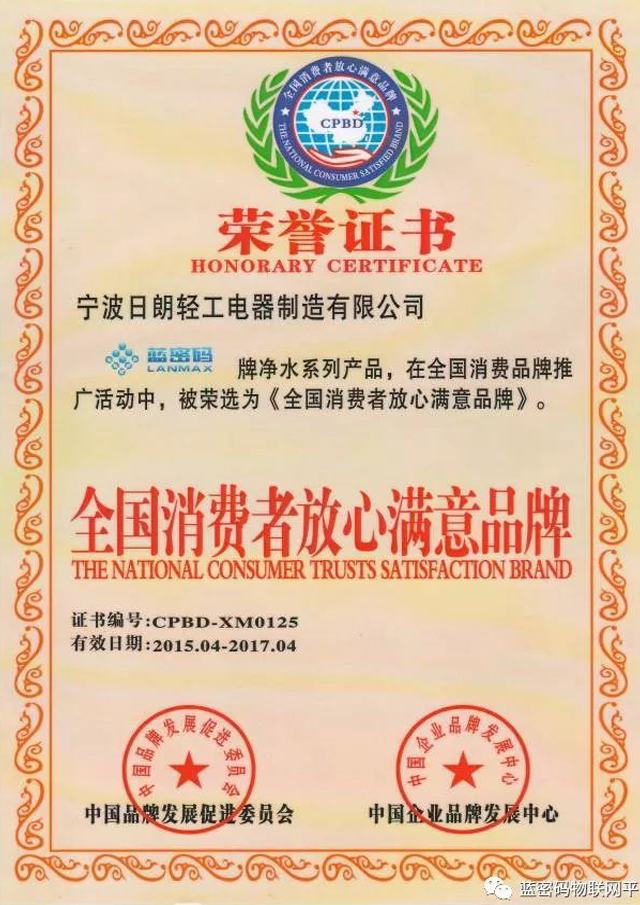 全国消费者放心满意品牌
CPBD
THE NATIONAL CONSUMER SATISFIED BRAND
荣誉证书
HONORARY CERTIFICATE
宁波日朗轻工电器制造有限公司
蓝密码
LANMAX
牌净水系列产品，在全国消费品牌推
广活动中，被荣选为《全国消费者放心满意品牌》。
全国消费者放心满意品牌
THE NATIONAL CONSUMER TRUSTS SATISFACTION BRAND
证书编号:CPBD-XM0125
有效日期:2015.04-2017.04
中国品牌发展促进委员会
中国企业品牌发展中心
中国品牌发展促进委员会
中国企业品牌发展中心
蓝密码物联网平